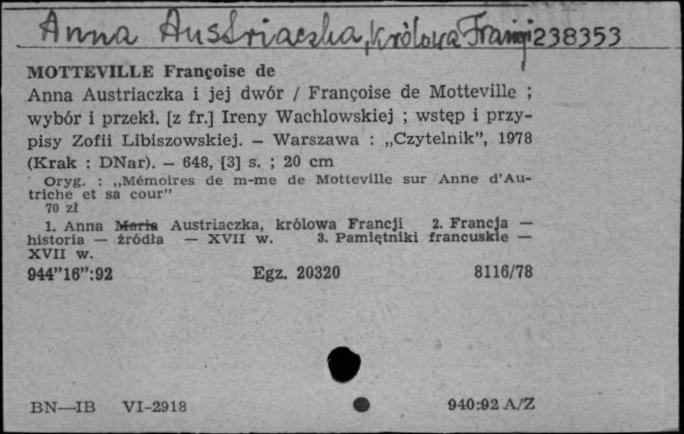 Anna Austriaczka, królowa Francji 238353
MOTTEVILLE Françoise de
Anna Austriaczka i jej dwór / Françoise de Motteville ;
wybór i przekł. [z fr.] Ireny Wachlowskiej ; wstęp i przy-
pisy Zofii Libiszowskiej. — Warszawa : „Czytelnik”, 1978
(Krak : DNar). — 648, [3] s. ; 20 cm
Oryg. : „Mémoires de m-me de Motteville sur Anne d'Au-
triche et sa cour”
70 zł
1. Anna Maria Austriaczka, królowa Francji 2. Francja —
historia — źródła — XVII w. 3. Pamiętniki francuskie —
XVII w.
944”16”:92 Egz. 20320 8116/78
BN—IB VI-2918 940:92 A/Z